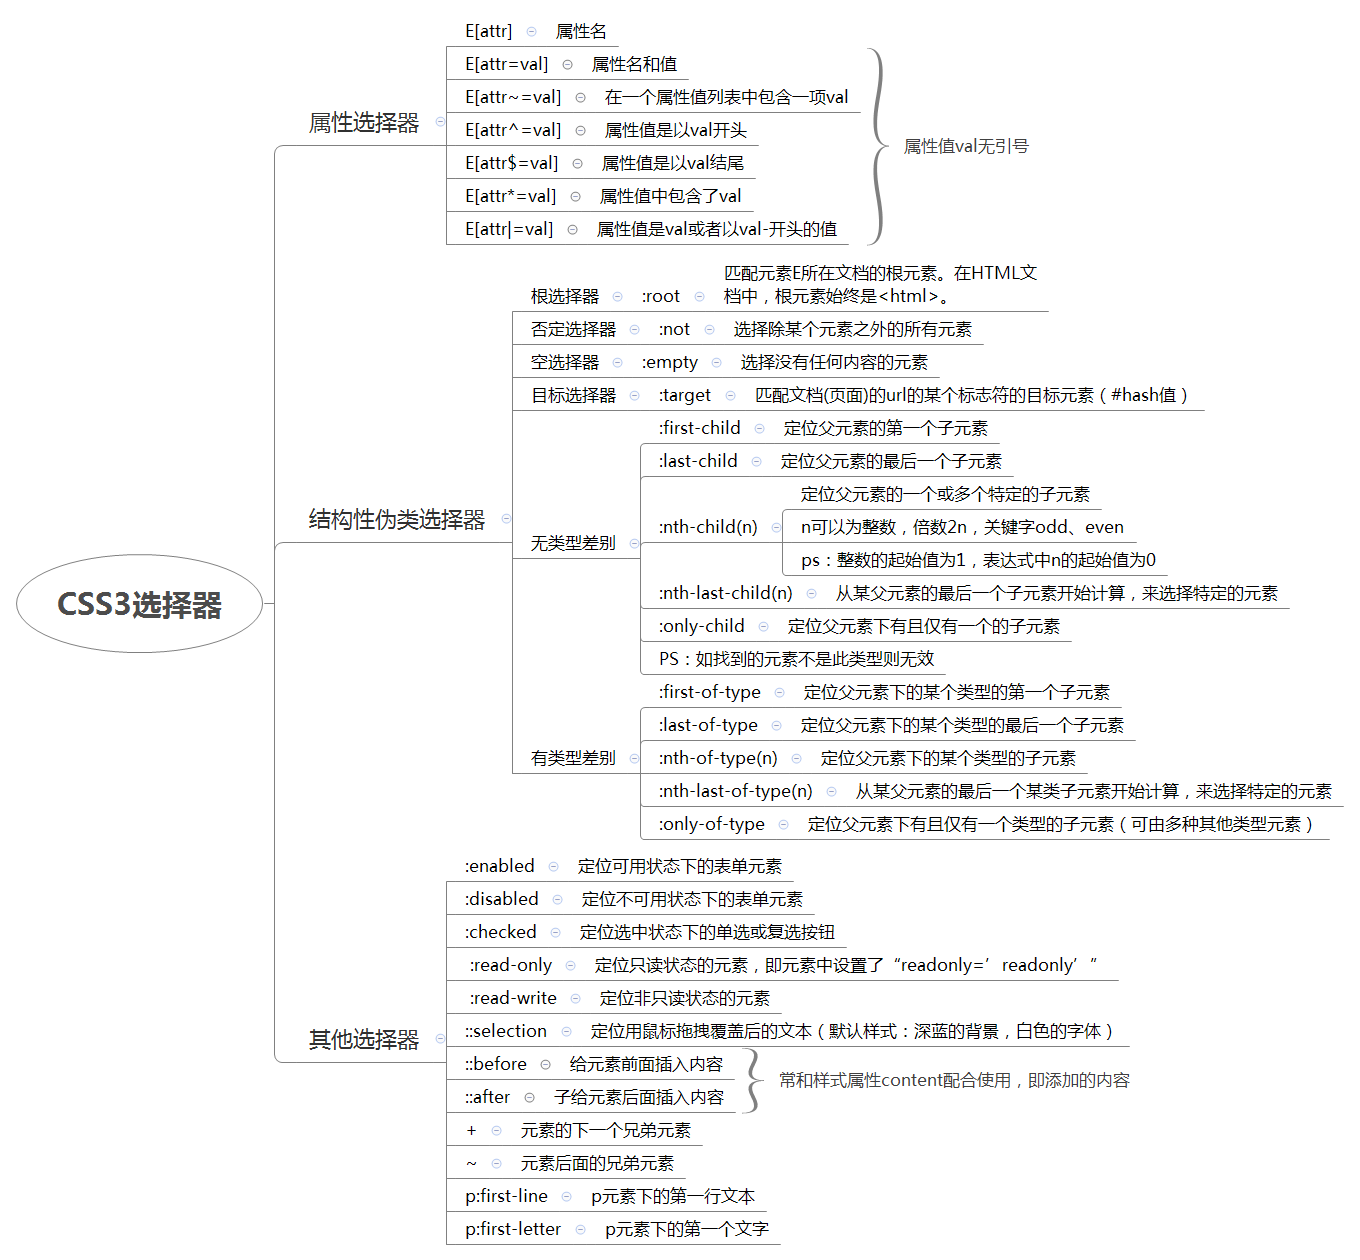 CSS3选择器
属性选择器
E[attr] 属性名
E[attr=val] 属性名和值
E[attr~=val] 在一个属性值列表中包含一项val
E[attr^=val] 属性值是以val开头
E[attr$=val] 属性值是以val结尾
E[attr*=val] 属性值中包含了val
E[attr|=val] 属性值是val或者以val-开头的值
属性值val无引号
结构性伪类选择器
根选择器 :root 匹配元素E所在文档的根元素。在HTML文
档中，根元素始终是<html>。
否定选择器 :not 选择除某个元素之外的所有元素
空选择器 :empty 选择没有任何内容的元素
目标选择器 :target 匹配文档(页面)的url的某个标志符的目标元素（#hash值）
无类型差别
:first-child 定位父元素的第一个子元素
:last-child 定位父元素的最后一个子元素
:nth-child(n)
定位父元素的一个或多个特定的子元素
n可以为整数，倍数2n，关键字odd、even
ps：整数的起始值为1，表达式中n的起始值为0
:nth-last-child(n) 从某父元素的最后一个子元素开始计算，来选择特定的元素
:only-child 定位父元素下有且仅有一个的子元素
PS：如找到的元素不是此类型则无效
有类型差别
:first-of-type 定位父元素下的某个类型的第一个子元素
:last-of-type 定位父元素下的某个类型的最后一个子元素
:nth-of-type(n) 定位父元素下的某个类型的子元素
:nth-last-of-type(n) 从某父元素的最后一个某类子元素开始计算，来选择特定的元素
:only-of-type 定位父元素下有且仅有一个类型的子元素（可由多种其他类型元素）
其他选择器
:enabled 定位可用状态下的表单元素
:disabled 定位不可用状态下的表单元素
:checked 定位选中状态下的单选或复选按钮
:read-only 定位只读状态的元素，即元素中设置了“readonly=’readonly’”
:read-write 定位非只读状态的元素
::selection 定位用鼠标拖拽覆盖后的文本（默认样式：深蓝的背景，白色的字体）
::before 给元素前面插入内容
::after 子给元素后面插入内容
常和样式属性content配合使用，即添加的内容
+ 元素的下一个兄弟元素
~ 元素后面的兄弟元素
p:first-line p元素下的第一行文本
p:first-letter p元素下的第一个文字